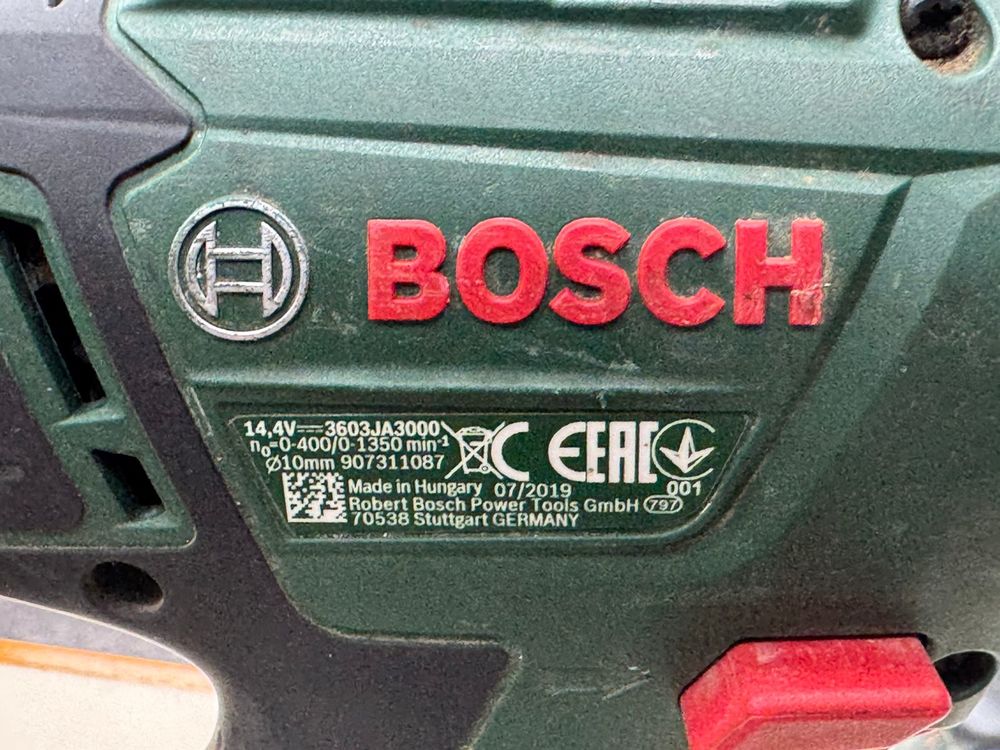 BOSCH
14,4V⎓3603JA3000
n₀=0-400/0-1350 min⁻¹
Ø10mm 907311087
CE EAC
001
Made in Hungary 07/2019
Robert Bosch Power Tools GmbH 797
70538 Stuttgart GERMANY